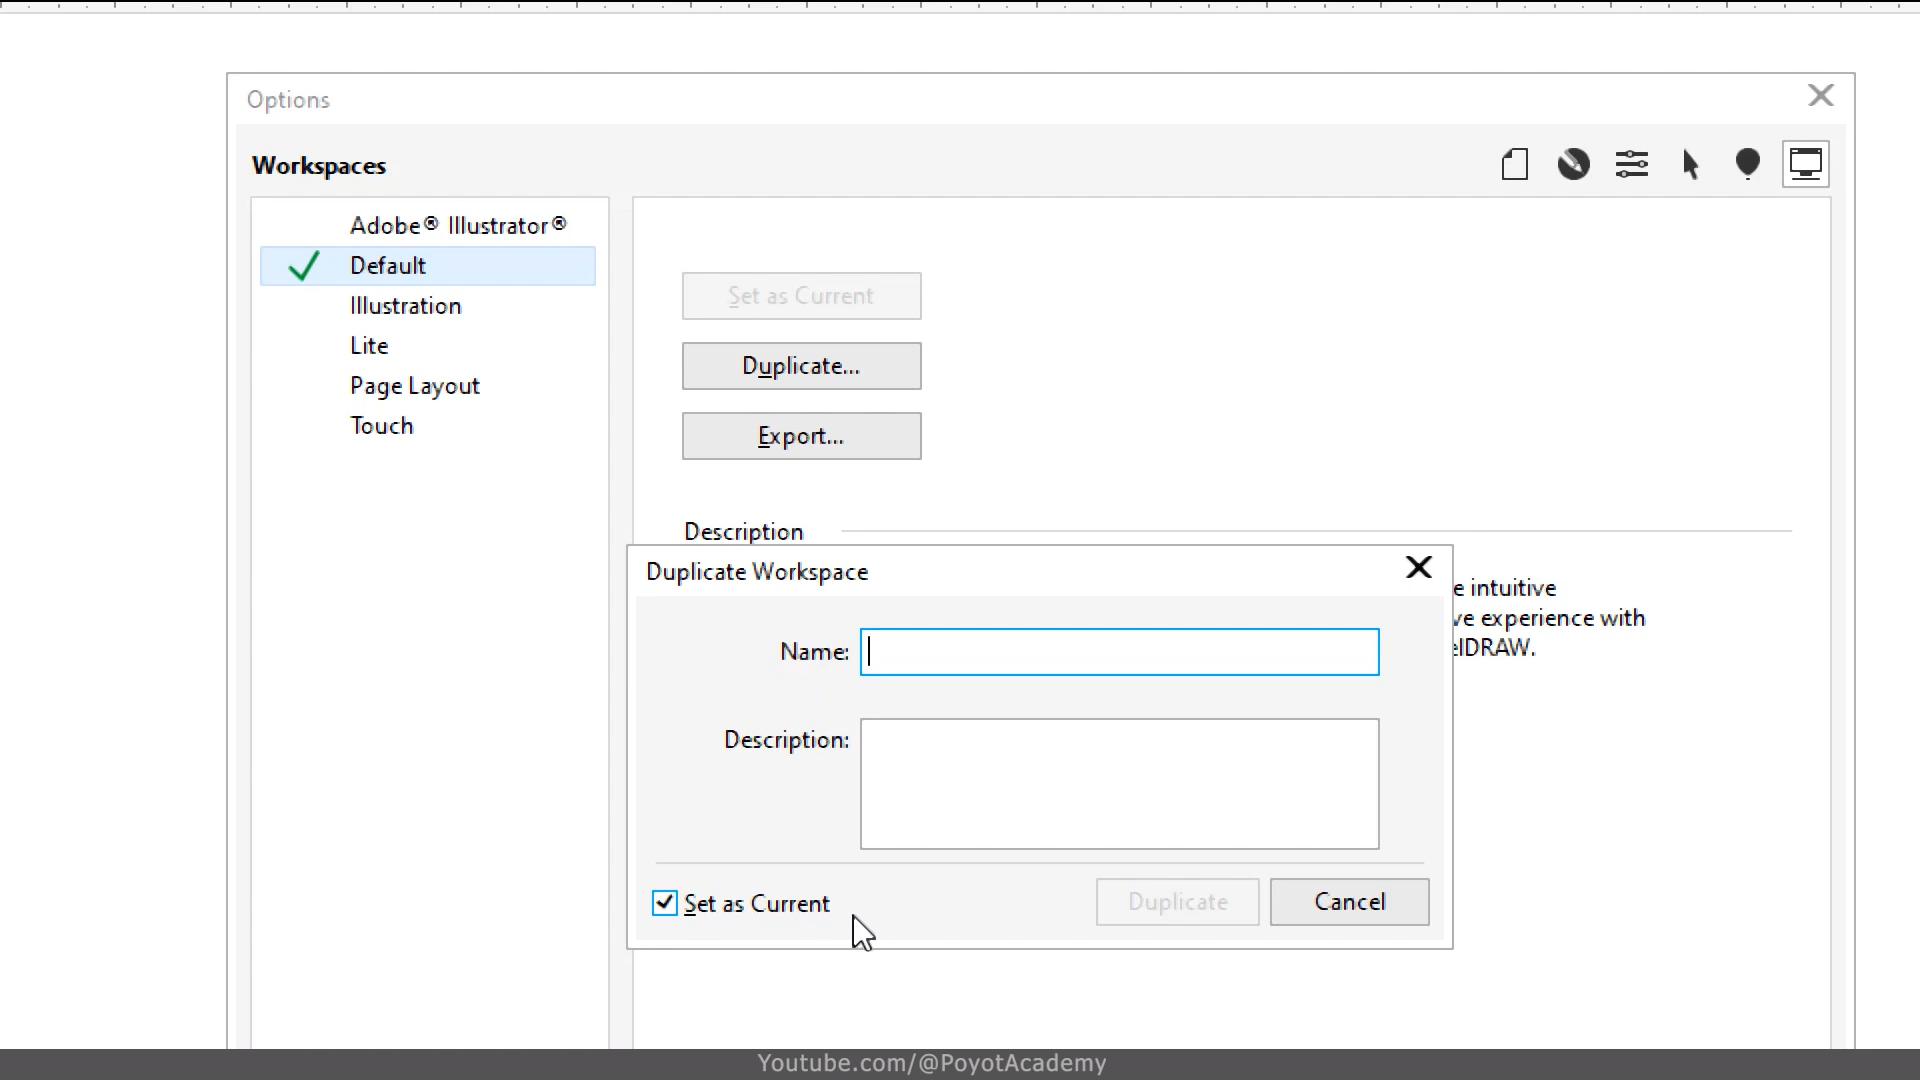 Options
Workspaces
Adobe® Illustrator®
Default
Illustration
Lite
Page Layout
Touch
Set as Current
Duplicate...
Export...
Description
e intuitive
ve experience with
elDRAW.
Duplicate Workspace
Name:
Description:
Set as Current
Duplicate
Cancel
Youtube.com/@PoyotAcademy